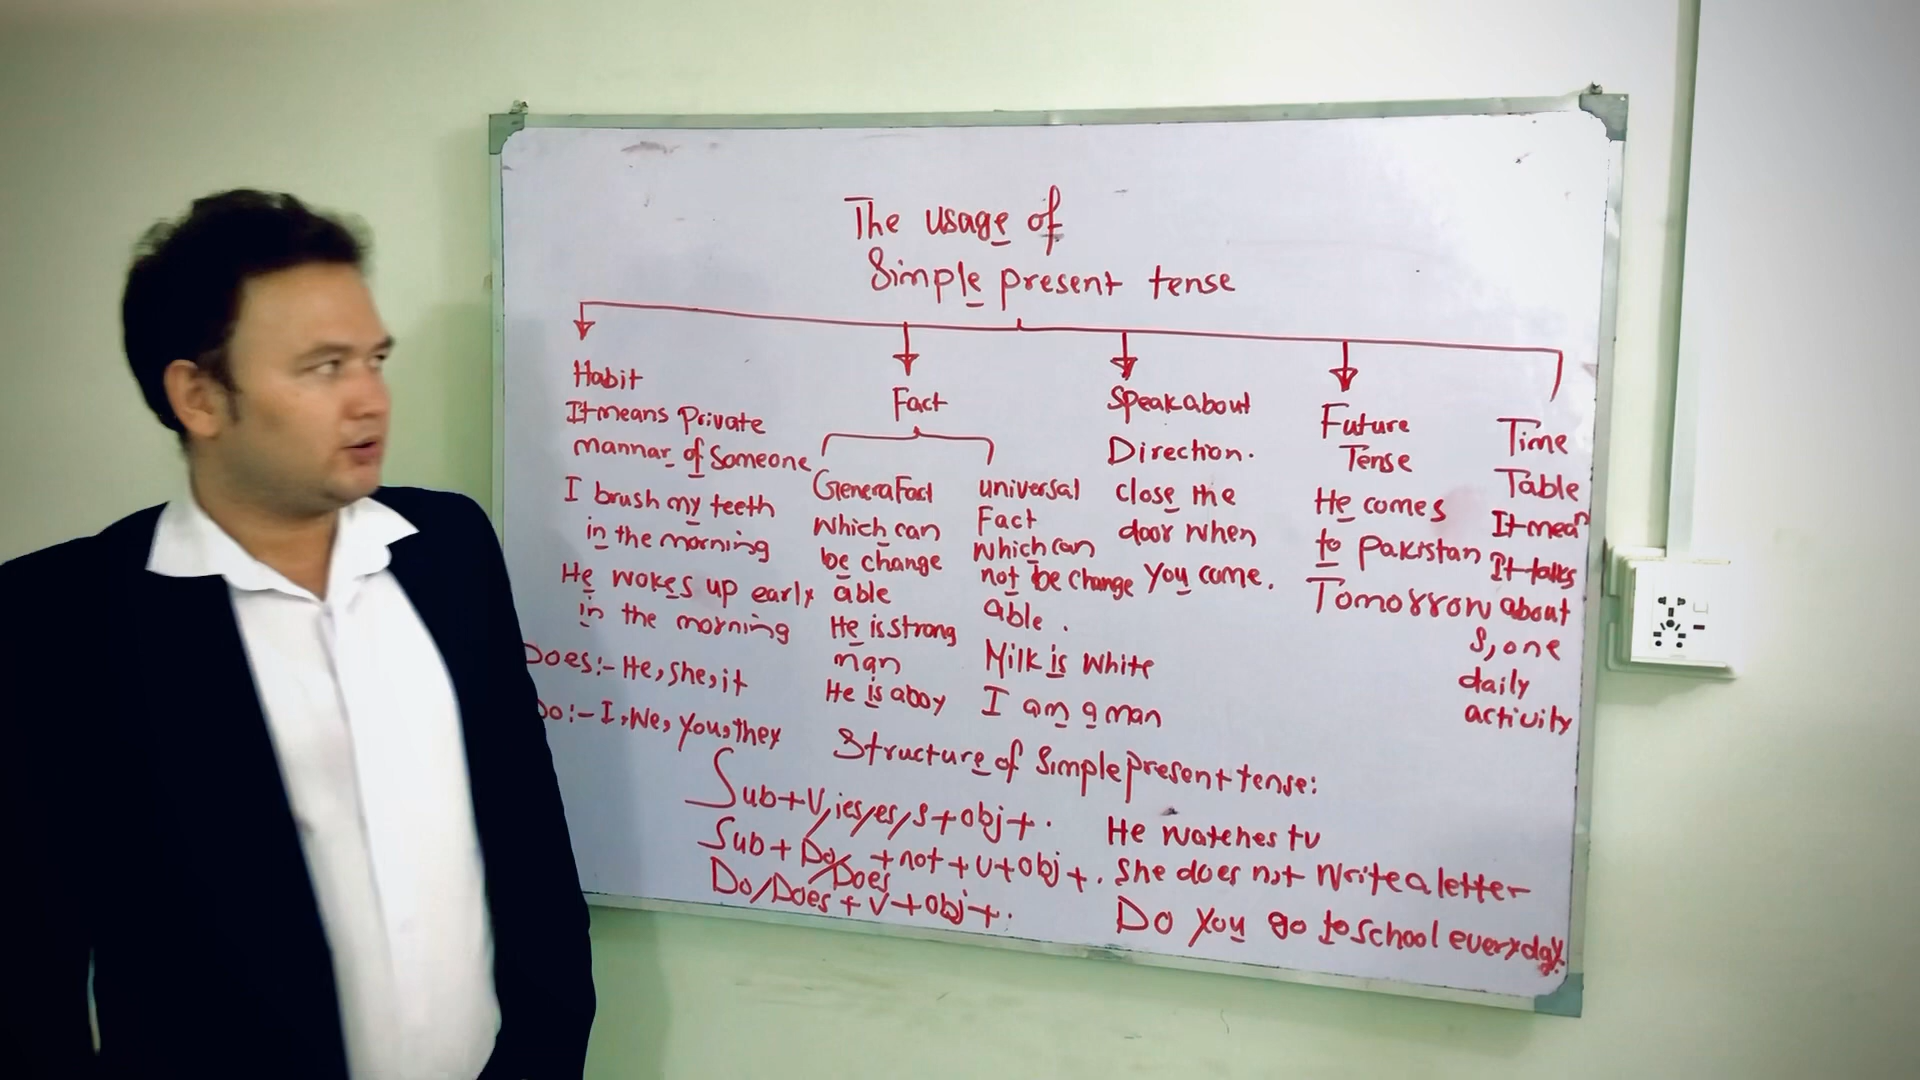 The usage of
Simple present tense
Habit
It means Private
mannar of Someone
I brush my teeth
in the morning
He wokes up early
in the morning
Does:- He, She, it
Do:- I, We, you, they
Fact
GeneraFact
which can
be change
able
He is strong
man
He is a boy
universal
Fact
which can
not be change
able.
Milk is white
I am a man
Speak about
Direction.
close the
door when
you come.
Future
Tense
He comes
to pakistan
Tomorrow
Time
Table
It mean
It talks
about
S, one
daily
activity
Structure of Simple present tense:
Sub+V, ies/es/s+obj+.
He watches tv
Sub+Do/Does+not+v+obj+.
She does not write a letter
Do/Does+v+obj+.
Do you go to school everyday.